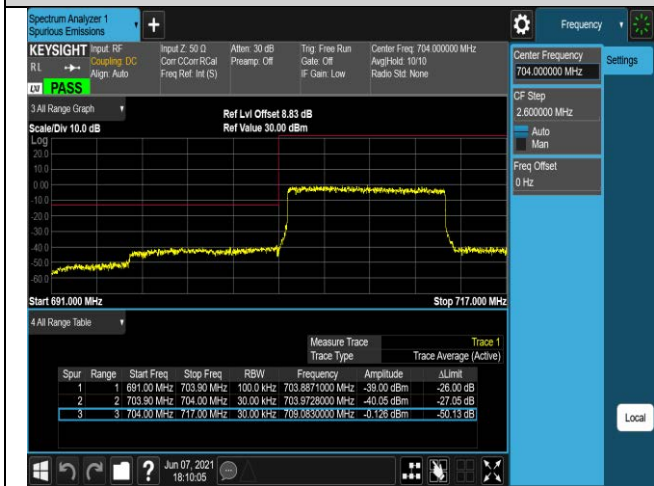 Spectrum Analyzer 1
Spurious Emissions
+
Frequency
KEYSIGHT Input: RF Input Z: 50 Ω Atten: 30 dB Trig: Free Run Center Freq: 704.000000 MHz
RL Coupling: DC Corr CCorr RCal Preamp: Off Gate: Off Avg|Hold: 10/10
Align: Auto Freq Ref: Int (S) IF Gain: Low Radio Std: None
LXI PASS
Center Frequency
704.000000 MHz
Settings
CF Step
2.600000 MHz
Auto
Man
Freq Offset
0 Hz
3 All Range Graph
Ref Lvl Offset 8.83 dB
Scale/Div 10.0 dB Ref Value 30.00 dBm
Log
20.0
10.0
0.00
-10.0
-20.0
-30.0
-40.0
-50.0
-60.0
Start 691.000 MHz Stop 717.000 MHz
4 All Range Table
Measure Trace Trace 1
Trace Type Trace Average (Active)
Spur Range Start Freq Stop Freq RBW Frequency Amplitude ΔLimit
1 1 691.00 MHz 703.90 MHz 100.0 kHz 703.8871000 MHz -39.00 dBm -26.00 dB
2 2 703.90 MHz 704.00 MHz 30.00 kHz 703.9728000 MHz -40.05 dBm -27.05 dB
3 3 704.00 MHz 717.00 MHz 30.00 kHz 709.0830000 MHz -0.126 dBm -50.13 dB
Local
? Jun 07, 2021
18:10:05